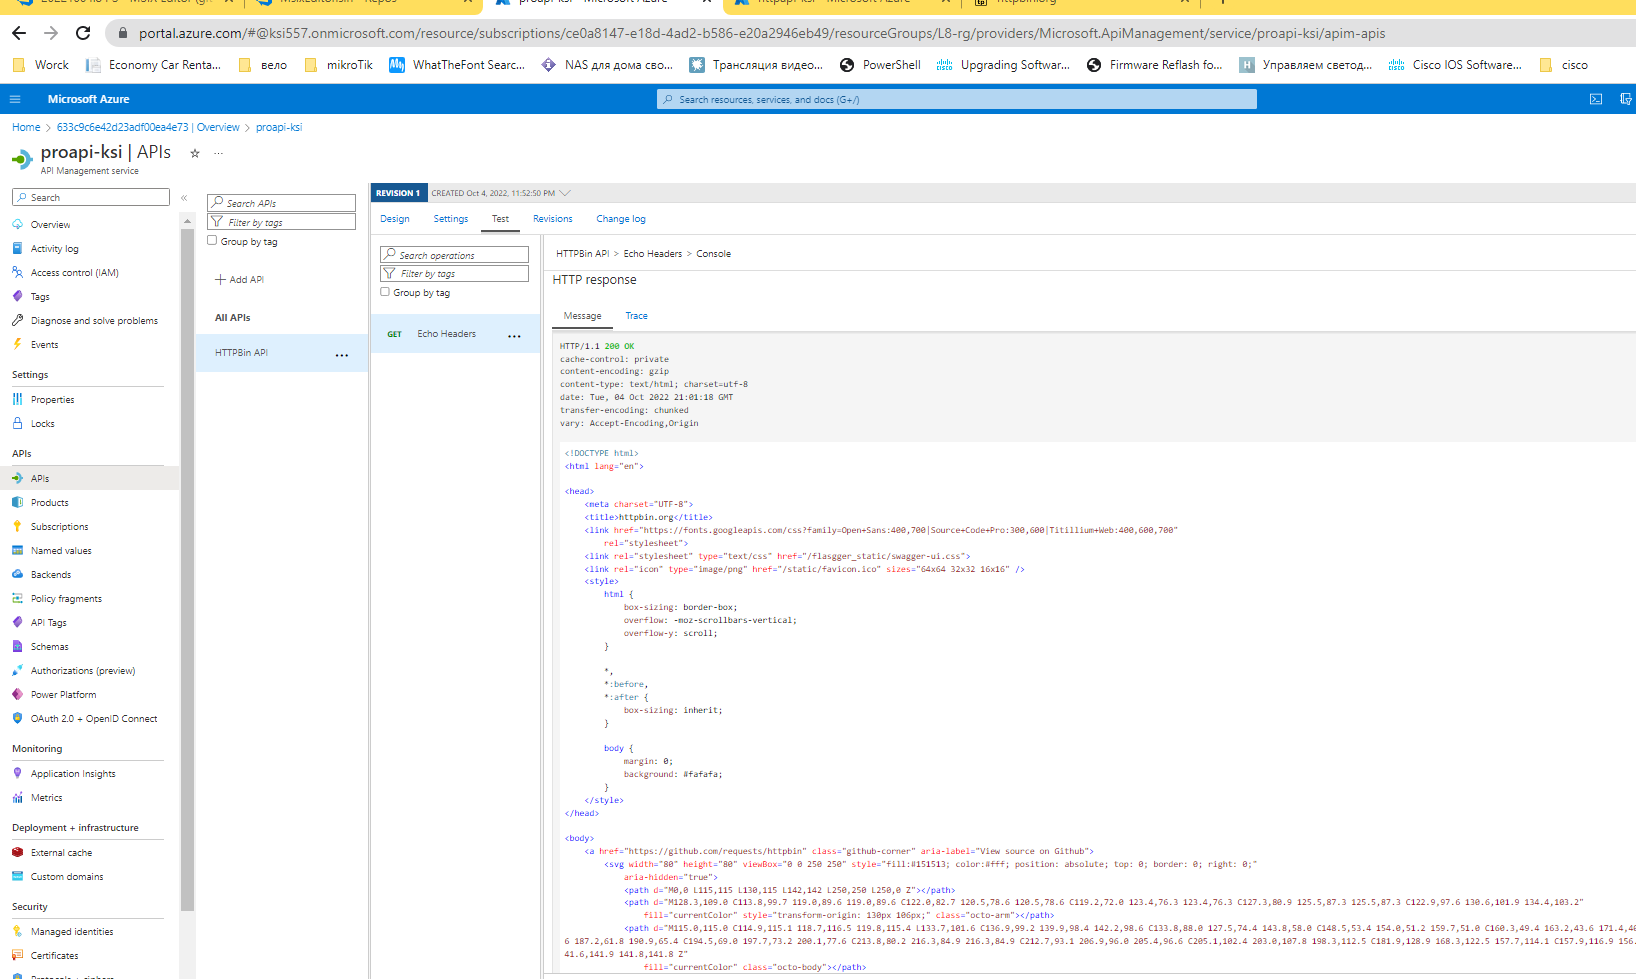 portal.azure.com/#@ksi557.onmicrosoft.com/resource/subscriptions/ce0a8147-e18d-4ad2-b586-e20a2946eb49/resourceGroups/L8-rg/providers/Microsoft.ApiManagement/service/proapi-ksi/apim-apis
Worck Economy Car Renta... вело mikroTik WhatTheFont Searc... NAS для дома сво... Трансляция видео... PowerShell Upgrading Softwar... Firmware Reflash fo... Управляем светод... Cisco IOS Software... cisco
Microsoft Azure
Search resources, services, and docs (G+/)
Home > 633c9c6e42d23adf00ea4e73 | Overview > proapi-ksi
proapi-ksi | APIs
API Management service
Search
Overview
Activity log
Access control (IAM)
Tags
Diagnose and solve problems
Events
Settings
Properties
Locks
APIs
APIs
Products
Subscriptions
Named values
Backends
Policy fragments
API Tags
Schemas
Authorizations (preview)
Power Platform
OAuth 2.0 + OpenID Connect
Monitoring
Application Insights
Metrics
Deployment + infrastructure
External cache
Custom domains
Security
Managed identities
Certificates
Search APIs
Filter by tags
Group by tag
+ Add API
All APIs
HTTPBin API ...
REVISION 1 CREATED Oct 4, 2022, 11:52:50 PM
Design Settings Test Revisions Change log
Search operations
Filter by tags
Group by tag
GET Echo Headers ...
HTTPBin API > Echo Headers > Console
HTTP response
Message Trace
HTTP/1.1 200 OK
cache-control: private
content-encoding: gzip
content-type: text/html; charset=utf-8
date: Tue, 04 Oct 2022 21:01:18 GMT
transfer-encoding: chunked
vary: Accept-Encoding,Origin
<!DOCTYPE html>
<html lang="en">
<head>
<meta charset="UTF-8">
<title>httpbin.org</title>
<link href="https://fonts.googleapis.com/css?family=Open+Sans:400,700|Source+Code+Pro:300,600|Titillium+Web:400,600,700"
rel="stylesheet">
<link rel="stylesheet" type="text/css" href="/flasgger_static/swagger-ui.css">
<link rel="icon" type="image/png" href="/static/favicon.ico" sizes="64x64 32x32 16x16" />
<style>
html {
box-sizing: border-box;
overflow: -moz-scrollbars-vertical;
overflow-y: scroll;
}
*,
*:before,
*:after {
box-sizing: inherit;
}
body {
margin: 0;
background: #fafafa;
}
</style>
</head>
<body>
<a href="https://github.com/requests/httpbin" class="github-corner" aria-label="View source on Github">
<svg width="80" height="80" viewBox="0 0 250 250" style="fill:#151513; color:#fff; position: absolute; top: 0; border: 0; right: 0;"
aria-hidden="true">
<path d="M0,0 L115,115 L130,115 L142,142 L250,250 L250,0 Z"></path>
<path d="M128.3,109.0 C113.8,99.7 119.0,89.6 119.0,89.6 C122.0,82.7 120.5,78.6 120.5,78.6 C119.2,72.0 123.4,76.3 123.4,76.3 C127.3,80.9 125.5,87.3 125.5,87.3 C122.9,97.6 130.6,101.9 134.4,103.2"
fill="currentColor" style="transform-origin: 130px 106px;" class="octo-arm"></path>
<path d="M115.0,115.0 C114.9,115.1 118.7,116.5 119.8,115.4 L133.7,101.6 C136.9,99.2 139.9,98.4 142.2,98.6 C133.8,88.0 127.5,74.4 143.8,58.0 C148.5,53.4 154.0,51.2 159.7,51.0 C160.3,49.4 163.2,43.6 171.4,40
6 187.2,61.8 190.9,65.4 C194.5,69.0 197.7,73.2 200.1,77.6 C213.8,80.2 216.3,84.9 216.3,84.9 C212.7,93.1 206.9,96.0 205.4,96.6 C205.1,102.4 203.0,107.8 198.3,112.5 C181.9,128.9 168.3,122.5 157.7,114.1 C157.9,116.9 156.
41.6,141.9 141.8,141.8 Z"
fill="currentColor" class="octo-body"></path>